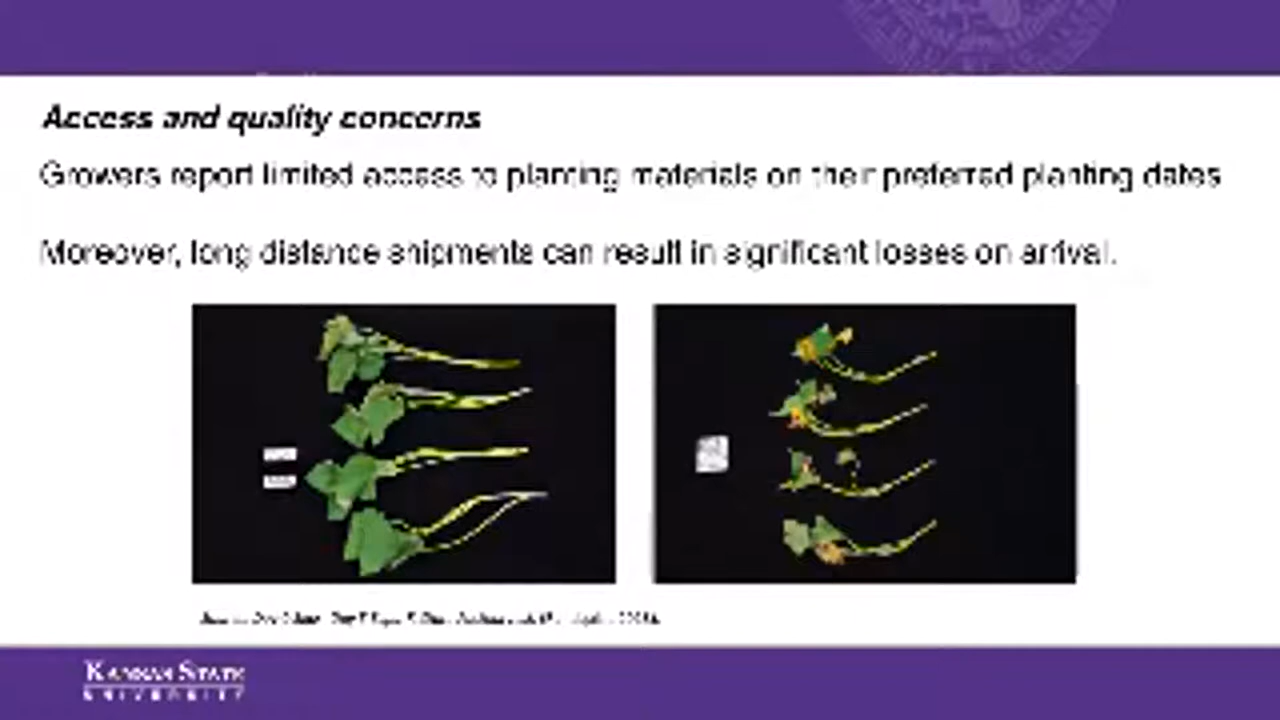 Access and quality concerns
Growers report limited access to planting materials on their preferred planting dates
Moreover, long distance shipments can result in significant losses on arrival.
KANSAS STATE
UNIVERSITY